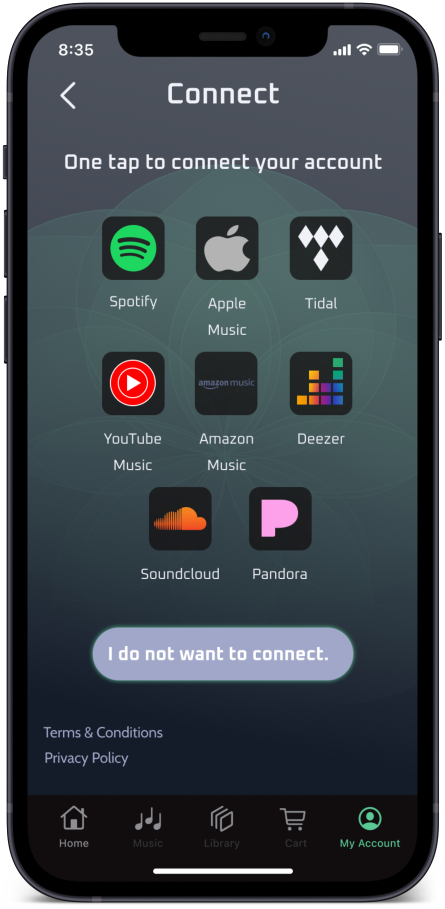 8:35
Connect
One tap to connect your account
Spotify
Apple
Music
Tidal
amazon music
YouTube
Music
Amazon
Music
Deezer
Soundcloud
Pandora
I do not want to connect.
Terms & Conditions
Privacy Policy
Home
Music
Library
Cart
My Account